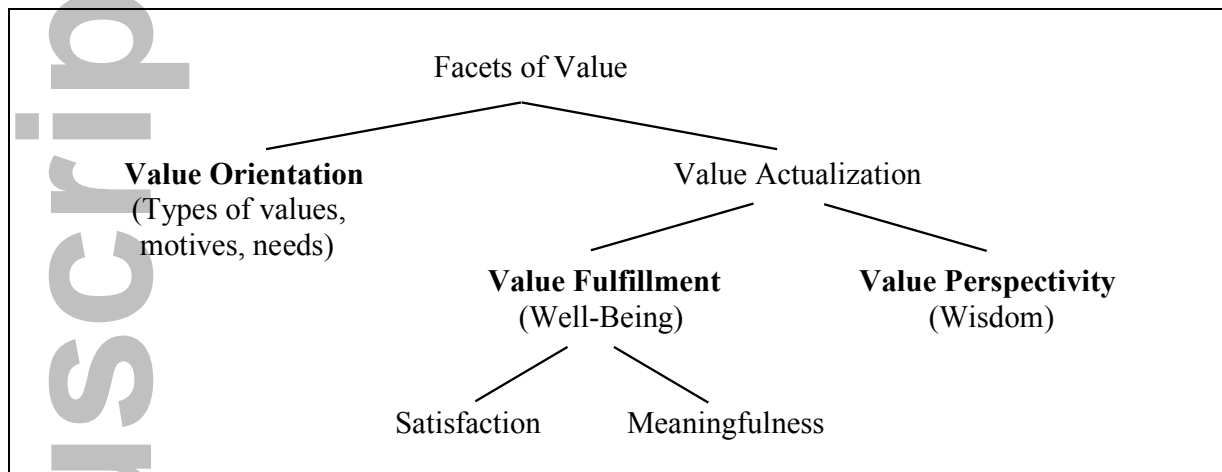 Facets of Value
Value Orientation
(Types of values,
motives, needs)
Value Actualization
Value Fulfillment
(Well-Being)
Value Perspectivity
(Wisdom)
Satisfaction
Meaningfulness
uscrip